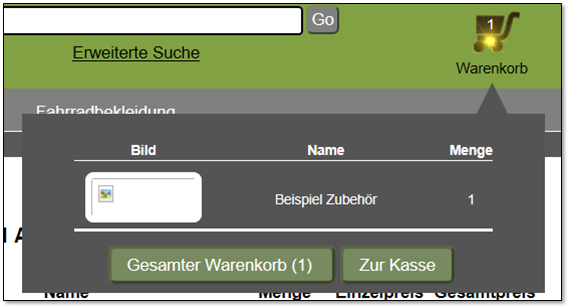 Go
1
Erweiterte Suche
Warenkorb
Fahrradbekleidung
Bild Name Menge
Beispiel Zubehör 1
Gesamter Warenkorb (1) Zur Kasse
Name Menge Einzelpreis Gesamtpreis